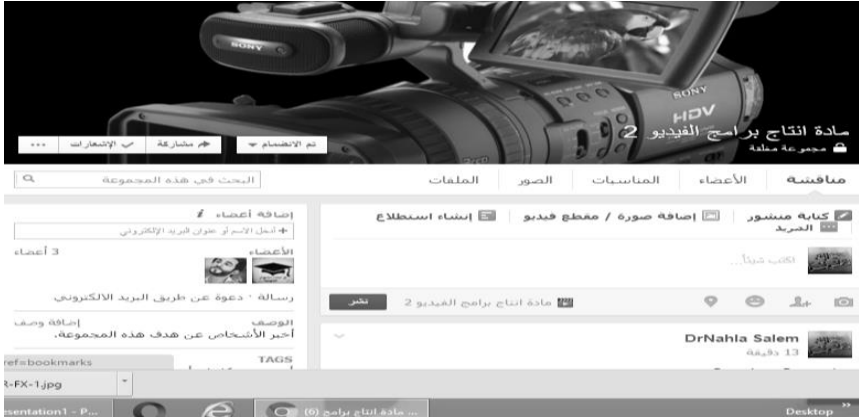 SONY
SONY
HDV
مادة انتاج برامج الفيديو 2
مجموعة مغلقة
تم الانضمام
مشاركة
الإشعارات
...
مناقشة
الأعضاء
المناسبات
الصور
الملفات
البحث في هذه المجموعة
كتابة منشور
إضافة صورة / مقطع فيديو
إنشاء استطلاع
المزيد
اكتب شيئاً...
مادة انتاج برامج الفيديو 2
نشر
DrNahla Salem
13 دقيقة
إضافة أعضاء
+ أدخل الاسم أو عنوان البريد الإلكتروني
الأعضاء
3 أعضاء
رسالة · دعوة عن طريق البريد الالكتروني
الوصف
إضافة وصف
أخبر الأشخاص عن هدف هذه المجموعة.
TAGS
ref=bookmarks
R-FX-1.jpg
esentation1 - P...
(6) مادة انتاج برامج ...
Desktop